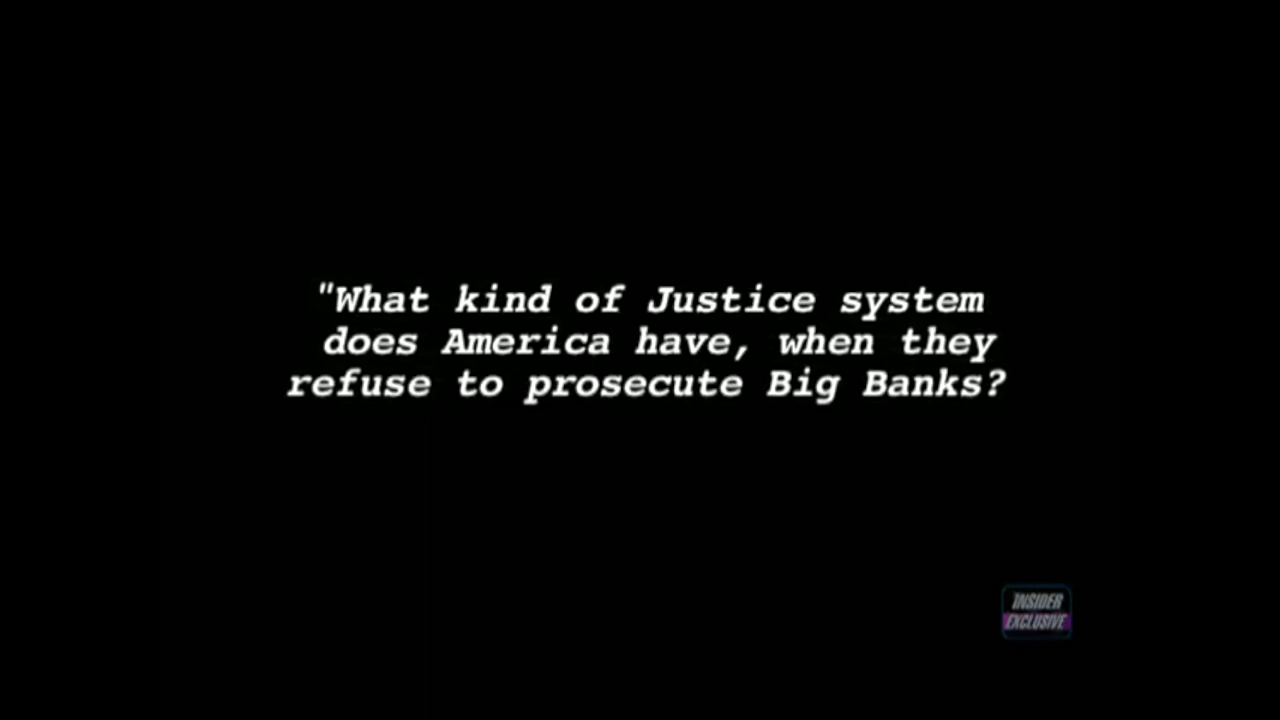 "What kind of Justice system
does America have, when they
refuse to prosecute Big Banks?
INSIDER
EXCLUSIVE